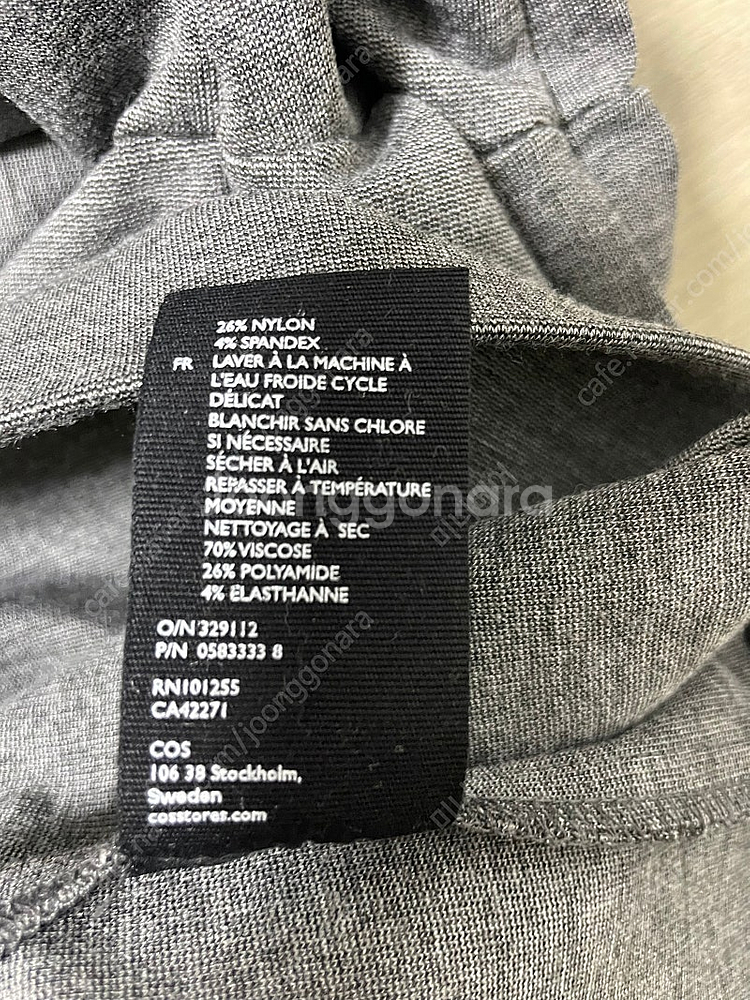 26% NYLON
4% SPANDEX
FR LAVER À LA MACHINE À
L'EAU FROIDE CYCLE
DÉLICAT
BLANCHIR SANS CHLORE
SI NÉCESSAIRE
SÉCHER À L'AIR
REPASSER À TEMPÉRATURE
MOYENNE
NETTOYAGE À SEC
70% VISCOSE
26% POLYAMIDE
4% ÉLASTHANNE
O/N 329112
P/N 0583333 8
RN101255
CA42271
COS
106 38 Stockholm,
Sweden
cosstores.com
joonggonara